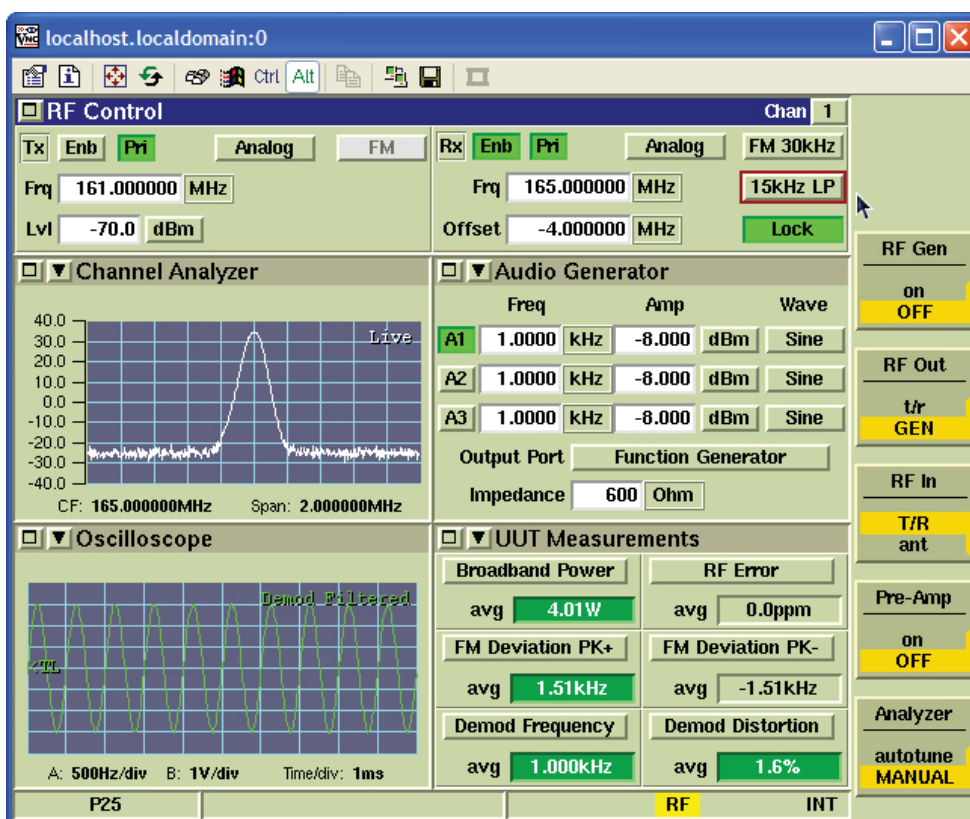 localhost.localdomain:0
Ctrl Alt
RF Control Chan 1
Tx Enb Pri Analog FM
Frq 161.000000 MHz
Lvl -70.0 dBm
Rx Enb Pri Analog FM 30kHz
Frq 165.000000 MHz 15kHz LP
Offset -4.000000 MHz Lock
Channel Analyzer
Live
40.0
30.0
20.0
10.0
0.0
-10.0
-20.0
-30.0
-40.0
CF: 165.000000MHz Span: 2.000000MHz
Audio Generator
Freq Amp Wave
A1 1.0000 kHz -8.000 dBm Sine
A2 1.0000 kHz -8.000 dBm Sine
A3 1.0000 kHz -8.000 dBm Sine
Output Port Function Generator
Impedance 600 Ohm
Oscilloscope
Demod Filtered
<TL
A: 500Hz/div B: 1V/div Time/div: 1ms
UUT Measurements
Broadband Power RF Error
avg 4.01W avg 0.0ppm
FM Deviation PK+ FM Deviation PK-
avg 1.51kHz avg -1.51kHz
Demod Frequency Demod Distortion
avg 1.000kHz avg 1.6%
RF Gen
on
OFF
RF Out
t/r
GEN
RF In
T/R
ant
Pre-Amp
on
OFF
Analyzer
autotune
MANUAL
P25 RF INT